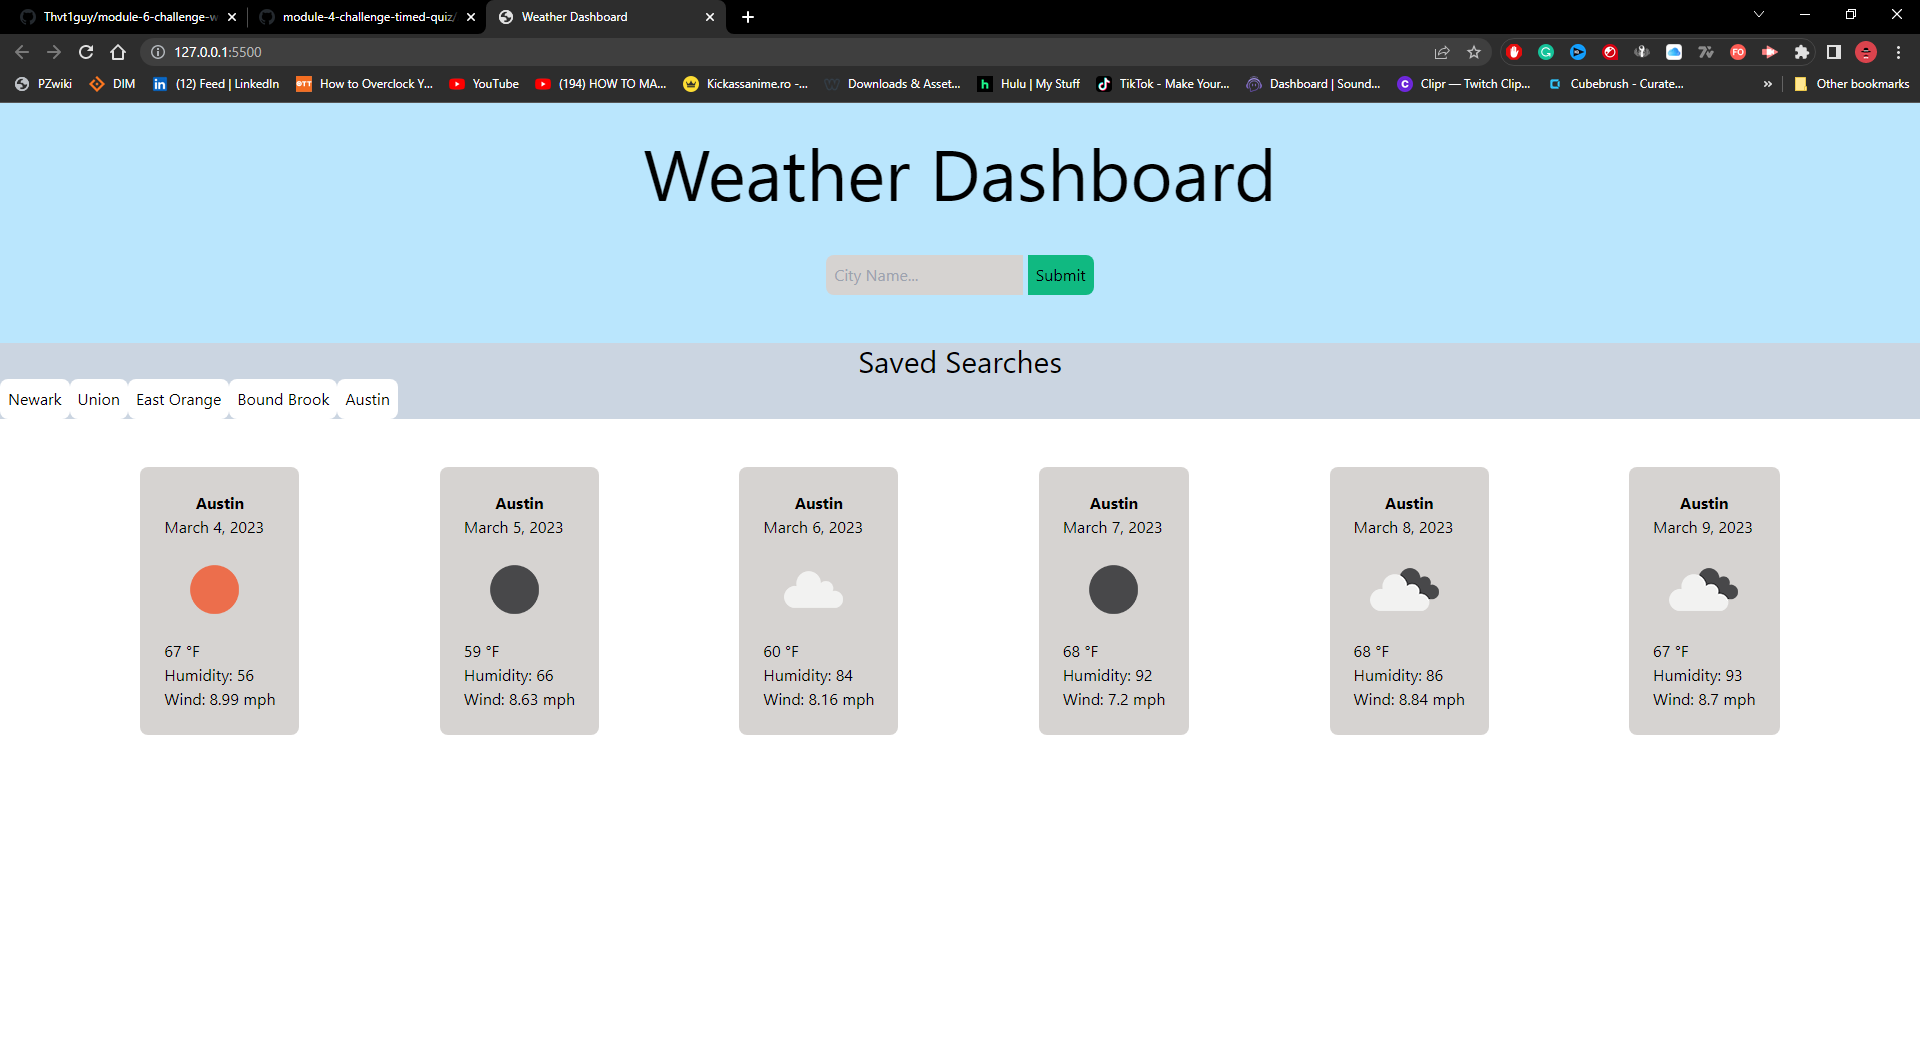 Thvt1guy/module-6-challenge-w
module-4-challenge-timed-quiz/
Weather Dashboard
127.0.0.1:5500
PZwiki
DIM
(12) Feed | LinkedIn
How to Overclock Y...
YouTube
(194) HOW TO MA...
Kickassanime.ro -...
Downloads & Asset...
Hulu | My Stuff
TikTok - Make Your...
Dashboard | Sound...
Clipr — Twitch Clip...
Cubebrush - Curate...
»
Other bookmarks
Weather Dashboard
City Name...
Submit
Saved Searches
Newark
Union
East Orange
Bound Brook
Austin
Austin
March 4, 2023
67 °F
Humidity: 56
Wind: 8.99 mph
Austin
March 5, 2023
59 °F
Humidity: 66
Wind: 8.63 mph
Austin
March 6, 2023
60 °F
Humidity: 84
Wind: 8.16 mph
Austin
March 7, 2023
68 °F
Humidity: 92
Wind: 7.2 mph
Austin
March 8, 2023
68 °F
Humidity: 86
Wind: 8.84 mph
Austin
March 9, 2023
67 °F
Humidity: 93
Wind: 8.7 mph